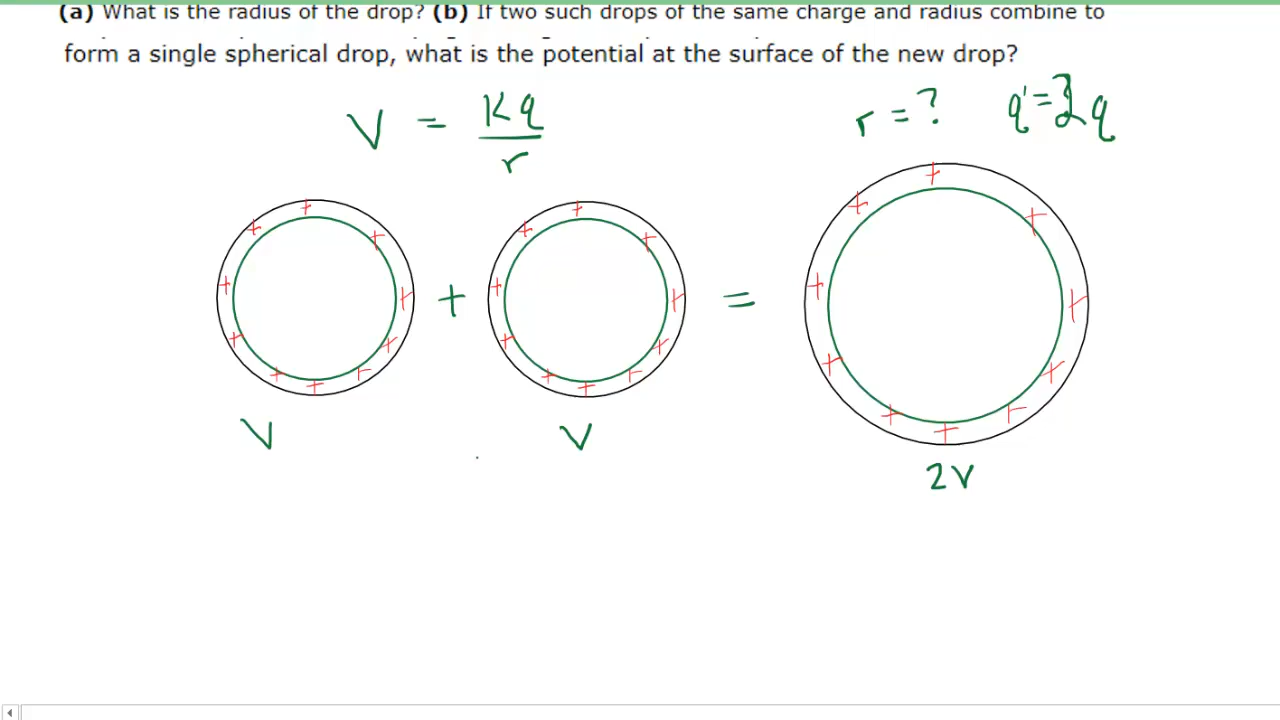 (a) What is the radius of the drop? (b) If two such drops of the same charge and radius combine to
form a single spherical drop, what is the potential at the surface of the new drop?
V = Kq/r
r = ?
q' = 2q
+ + + + + + + + + +
+
+ + + + + + + + + +
=
+ + + + + + + + + +
V
V
2V